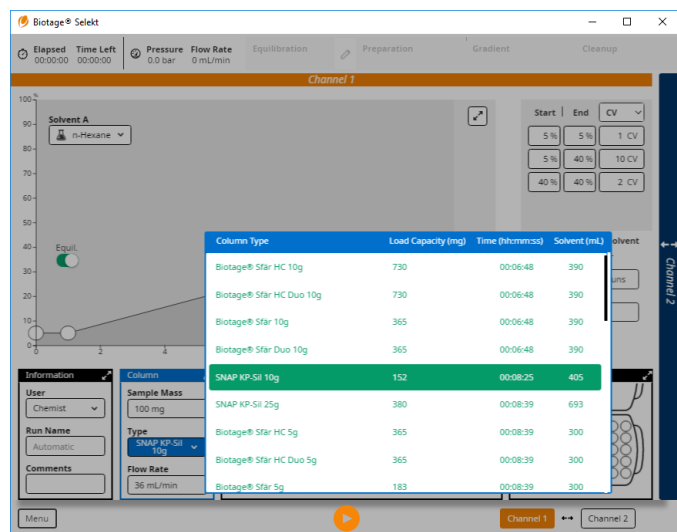 Biotage® Selekt
Elapsed Time Left Pressure Flow Rate Equilibration Preparation Gradient Cleanup
00:00:00 00:00:00 0.0 bar 0 mL/min
Channel 1
100 %
90
80
70
60
50
40
30
20
10
0
0 2 4
Solvent A
n-Hexane
Equil.
Start | End CV
5 % 5 % 1 CV
5 % 40 % 10 CV
40 % 40 % 2 CV
olvent
uns
Channel 2
Column Type Load Capacity (mg) Time (hh:mm:ss) Solvent (mL)
Biotage® Sfär HC 10g 730 00:06:48 390
Biotage® Sfär HC Duo 10g 730 00:06:48 390
Biotage® Sfär 10g 365 00:06:48 390
Biotage® Sfär Duo 10g 365 00:06:48 390
SNAP KP-Sil 10g 152 00:08:25 405
SNAP KP-Sil 25g 380 00:08:39 693
Biotage® Sfär HC 5g 365 00:08:39 300
Biotage® Sfär HC Duo 5g 365 00:08:39 300
Biotage® Sfär 5g 183 00:08:39 300
Information
User
Chemist
Run Name
Automatic
Comments
Column
Sample Mass
100 mg
Type
SNAP KP-Sil
10g
Flow Rate
36 mL/min
Menu
Channel 1
Channel 2